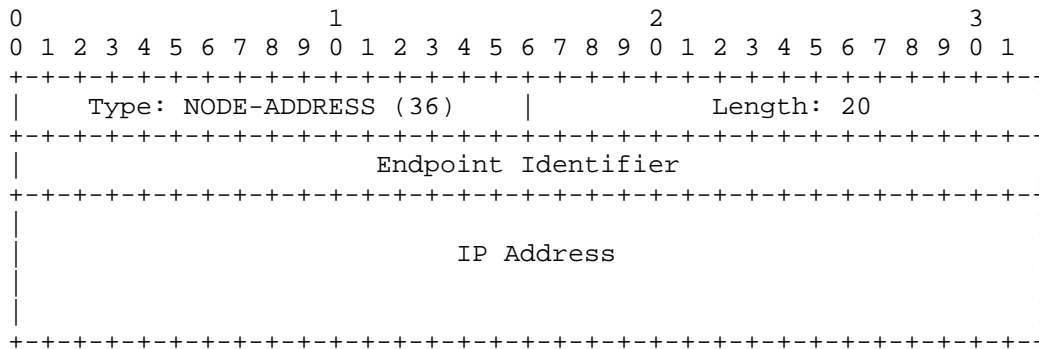 0                   1                   2                   3
0 1 2 3 4 5 6 7 8 9 0 1 2 3 4 5 6 7 8 9 0 1 2 3 4 5 6 7 8 9 0 1
+-+-+-+-+-+-+-+-+-+-+-+-+-+-+-+-+-+-+-+-+-+-+-+-+-+-+-+-+-+-+-+--
|    Type: NODE-ADDRESS (36)    |           Length: 20
+-+-+-+-+-+-+-+-+-+-+-+-+-+-+-+-+-+-+-+-+-+-+-+-+-+-+-+-+-+-+-+--
|                      Endpoint Identifier
+-+-+-+-+-+-+-+-+-+-+-+-+-+-+-+-+-+-+-+-+-+-+-+-+-+-+-+-+-+-+-+--
|
|                           IP Address
|
|
+-+-+-+-+-+-+-+-+-+-+-+-+-+-+-+-+-+-+-+-+-+-+-+-+-+-+-+-+-+-+-+--